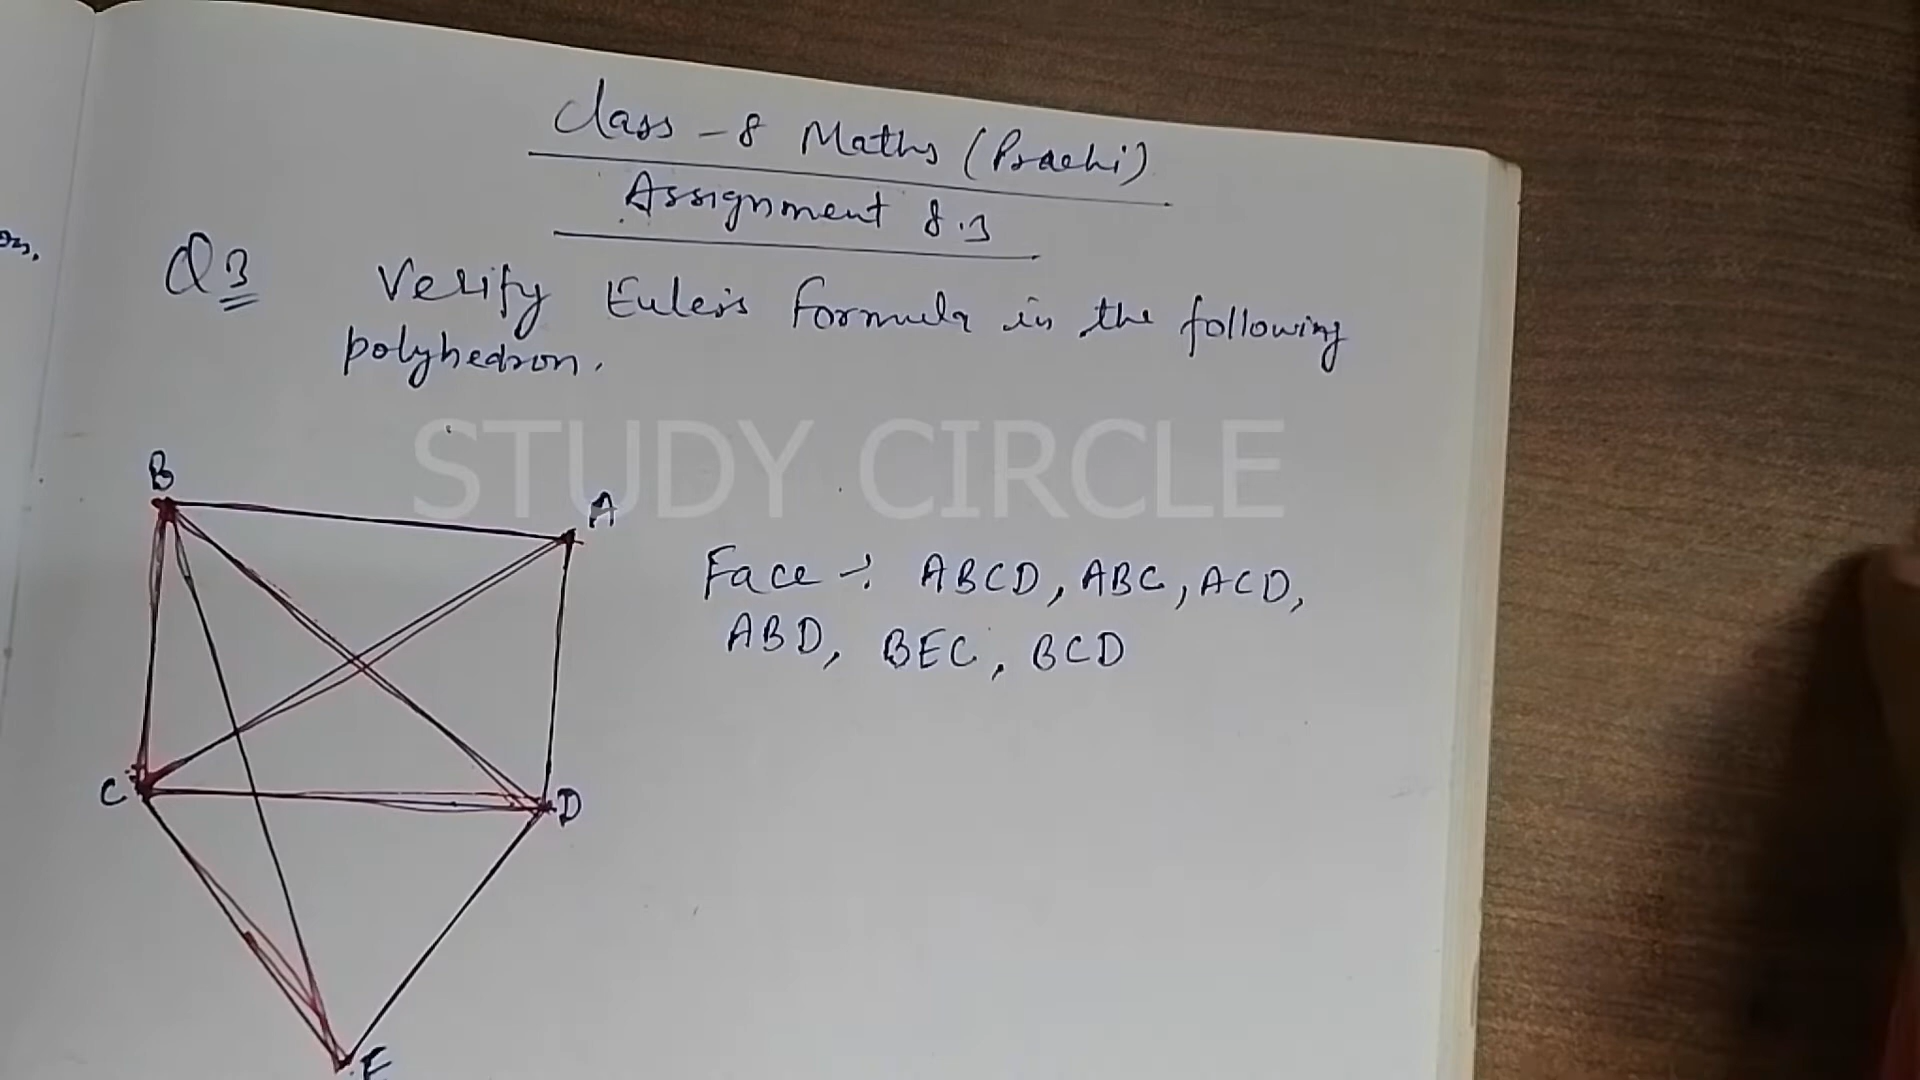 Class - 8 Maths (Prachi)
Assignment 8.3
Q3 Verify Euler's formula in the following
polyhedron.
STUDY CIRCLE
B
A
Face -: ABCD, ABC, ACD,
ABD, BEC, BCD
C
D
E